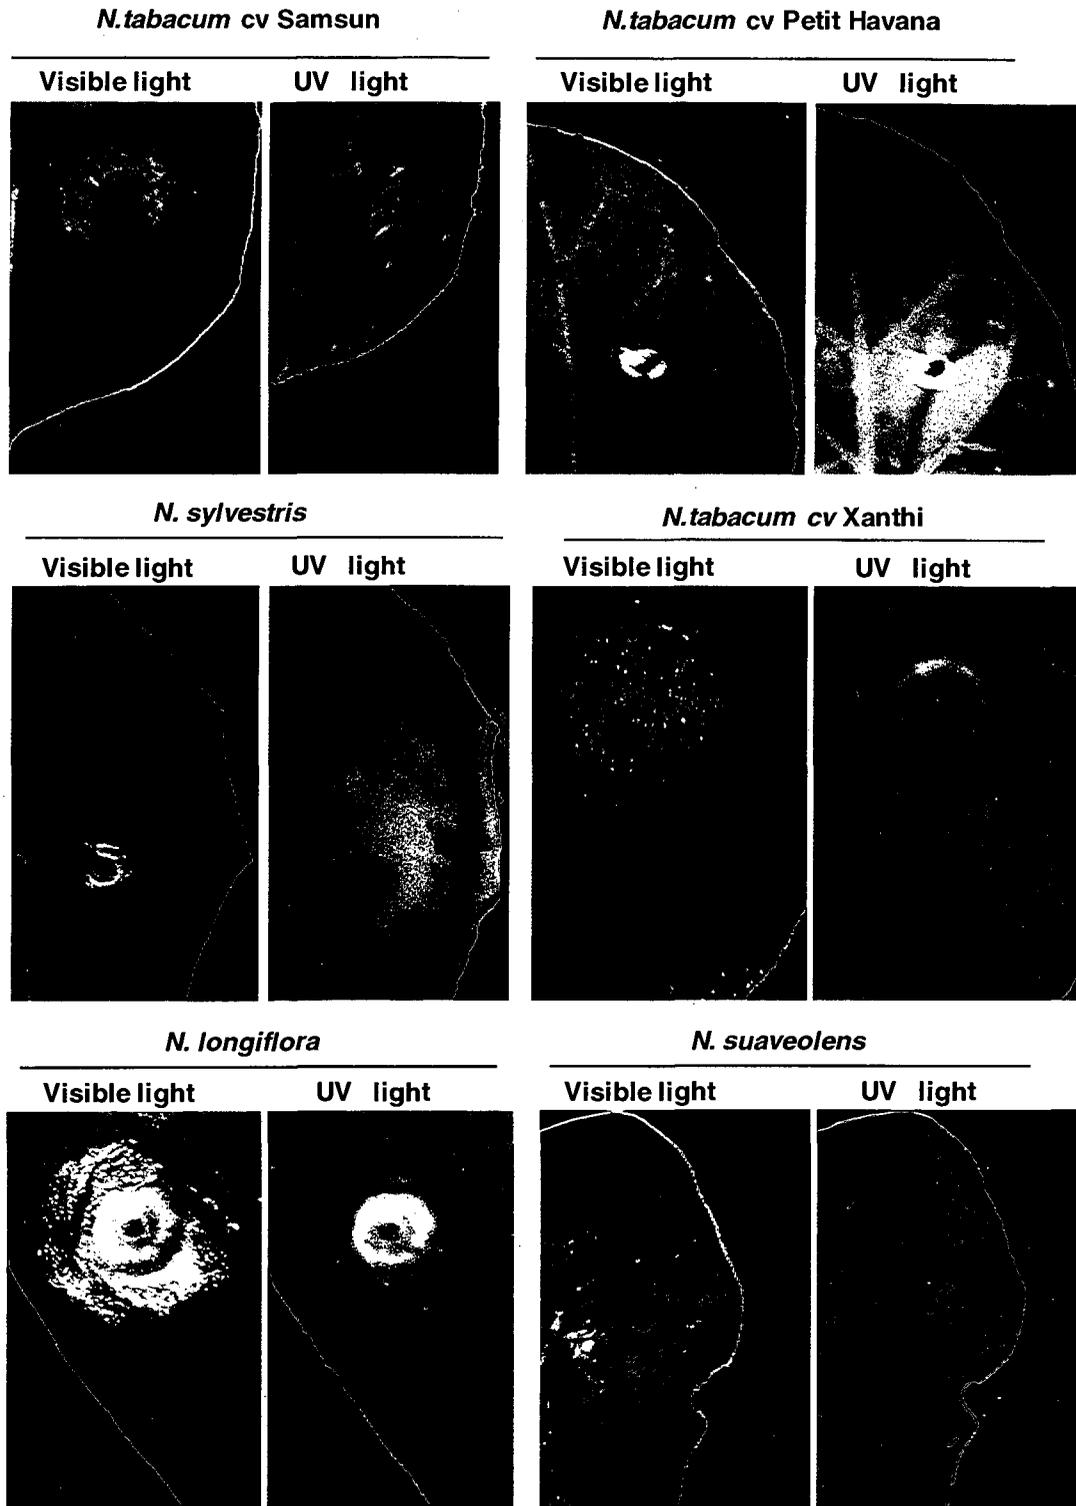 N.tabacum cv Samsun
N.tabacum cv Petit Havana
Visible light
UV light
Visible light
UV light
N. sylvestris
N.tabacum cv Xanthi
Visible light
UV light
Visible light
UV light
N. longiflora
N. suaveolens
Visible light
UV light
Visible light
UV light